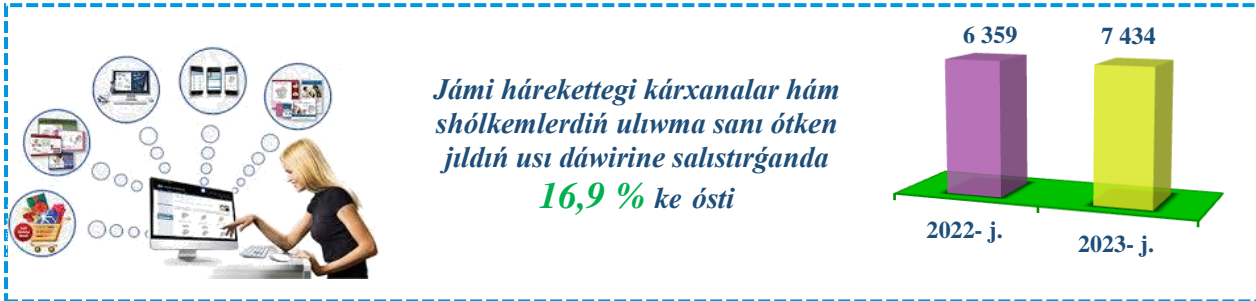 Jámi hárekettegi kárxanalar hám
shólkemlerdiń ulıwma sanı ótken
jıldıń usı dáwirine salıstırǵanda
16,9 % ke ósti
6 359
7 434
2022- j.
2023- j.